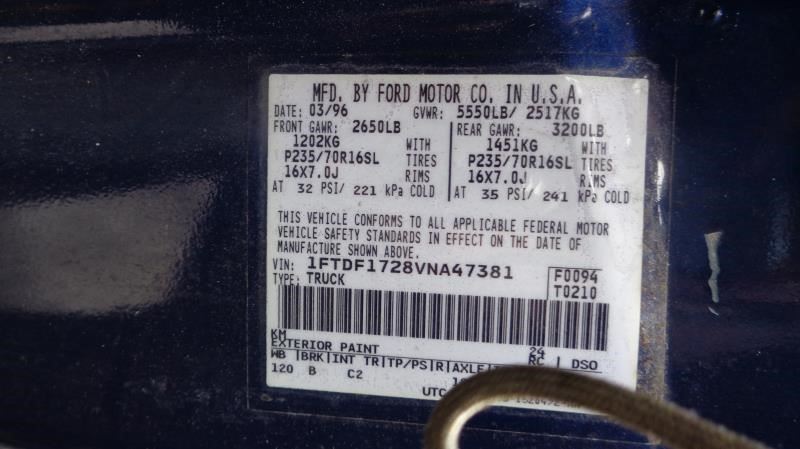 MFD. BY FORD MOTOR CO. IN U.S.A.
DATE: 03/96 GVWR: 5550LB/ 2517KG
FRONT GAWR: 2650LB REAR GAWR: 3200LB
1202KG WITH 1451KG WITH
P235/70R16SL TIRES P235/70R16SL TIRES
16X7.0J RIMS 16X7.0J RIMS
AT 32 PSI/ 221 kPa COLD AT 35 PSI/ 241 kPa COLD
THIS VEHICLE CONFORMS TO ALL APPLICABLE FEDERAL MOTOR
VEHICLE SAFETY STANDARDS IN EFFECT ON THE DATE OF
MANUFACTURE SHOWN ABOVE.
VIN: 1FTDF1728VNA47381 F0094
TYPE: TRUCK T0210
KM 24
EXTERIOR PAINT RC DSO
WB BRK INT TR TP/PS R AXLE
120 B C2
UTC